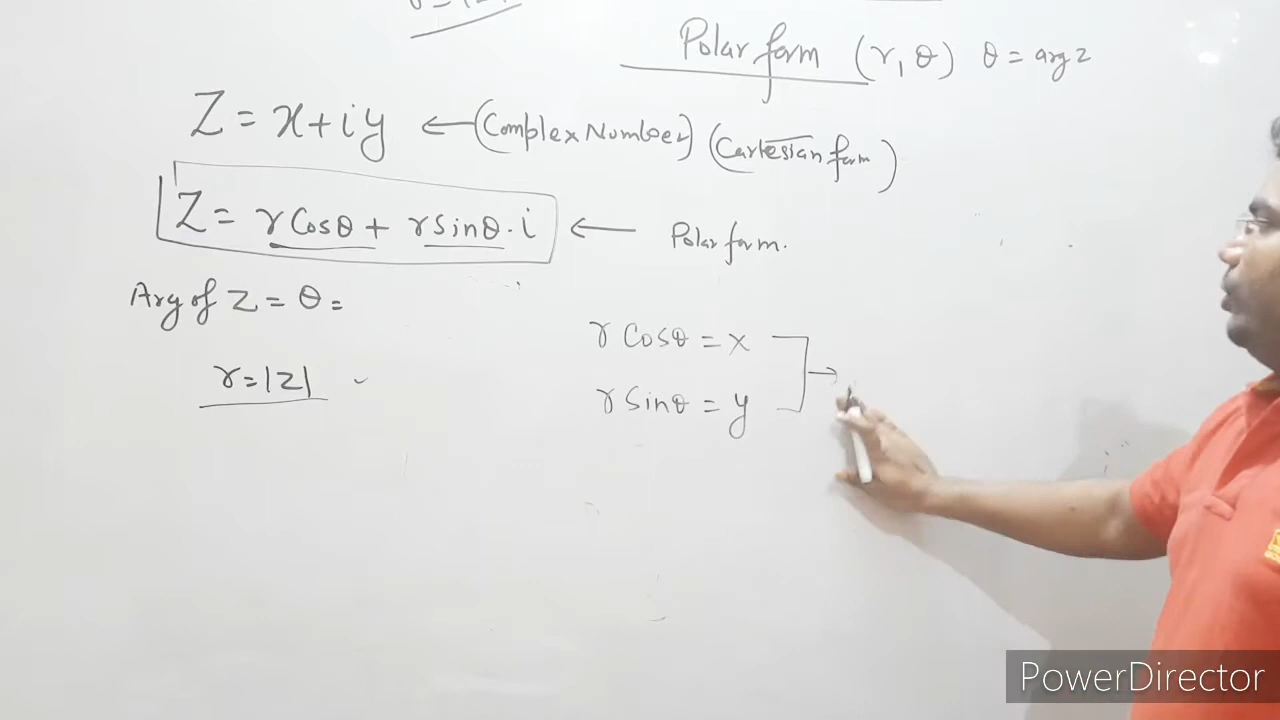 Polar form (r, θ) θ = arg z
Z = x + iy ← (Complex Number) (Cartesian form)
Z = r Cosθ + r Sinθ · i ← Polar form.
Arg of Z = θ =
r Cosθ = x
r = |Z|
r Sinθ = y
PowerDirector